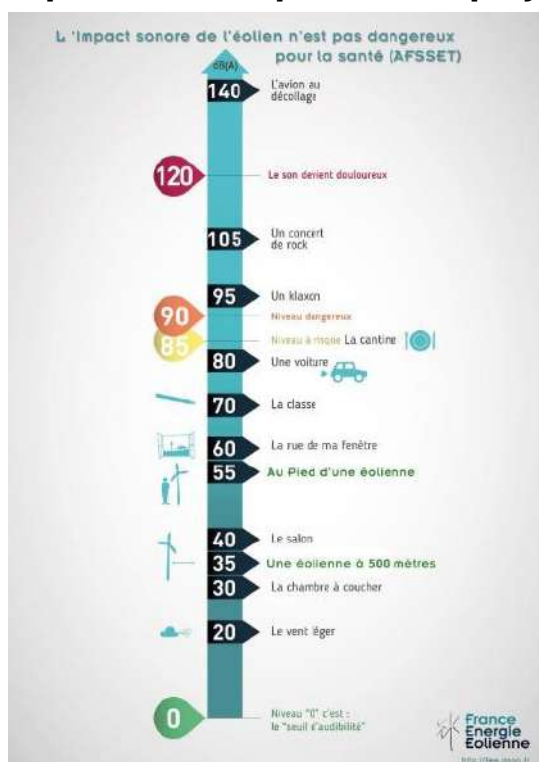 L 'Impact sonore de l'éolien n'est pas dangereux
pour la santé (AFSSET)
dB(A)
140
L'avion au
décollage
120
Le son devient douloureux
105
Un concert
de rock
95
Un klaxon
90
Niveau dangereux
85
Niveau à risque La cantine
80
Une voiture
70
La classe
60
La rue de ma fenêtre
55
Au Pied d'une éolienne
40
Le salon
35
Une éolienne à 500 mètres
30
La chambre à coucher
20
Le vent léger
0
Niveau "0" c'est :
le "seuil d'audibilité"
France
Energie
Eolienne